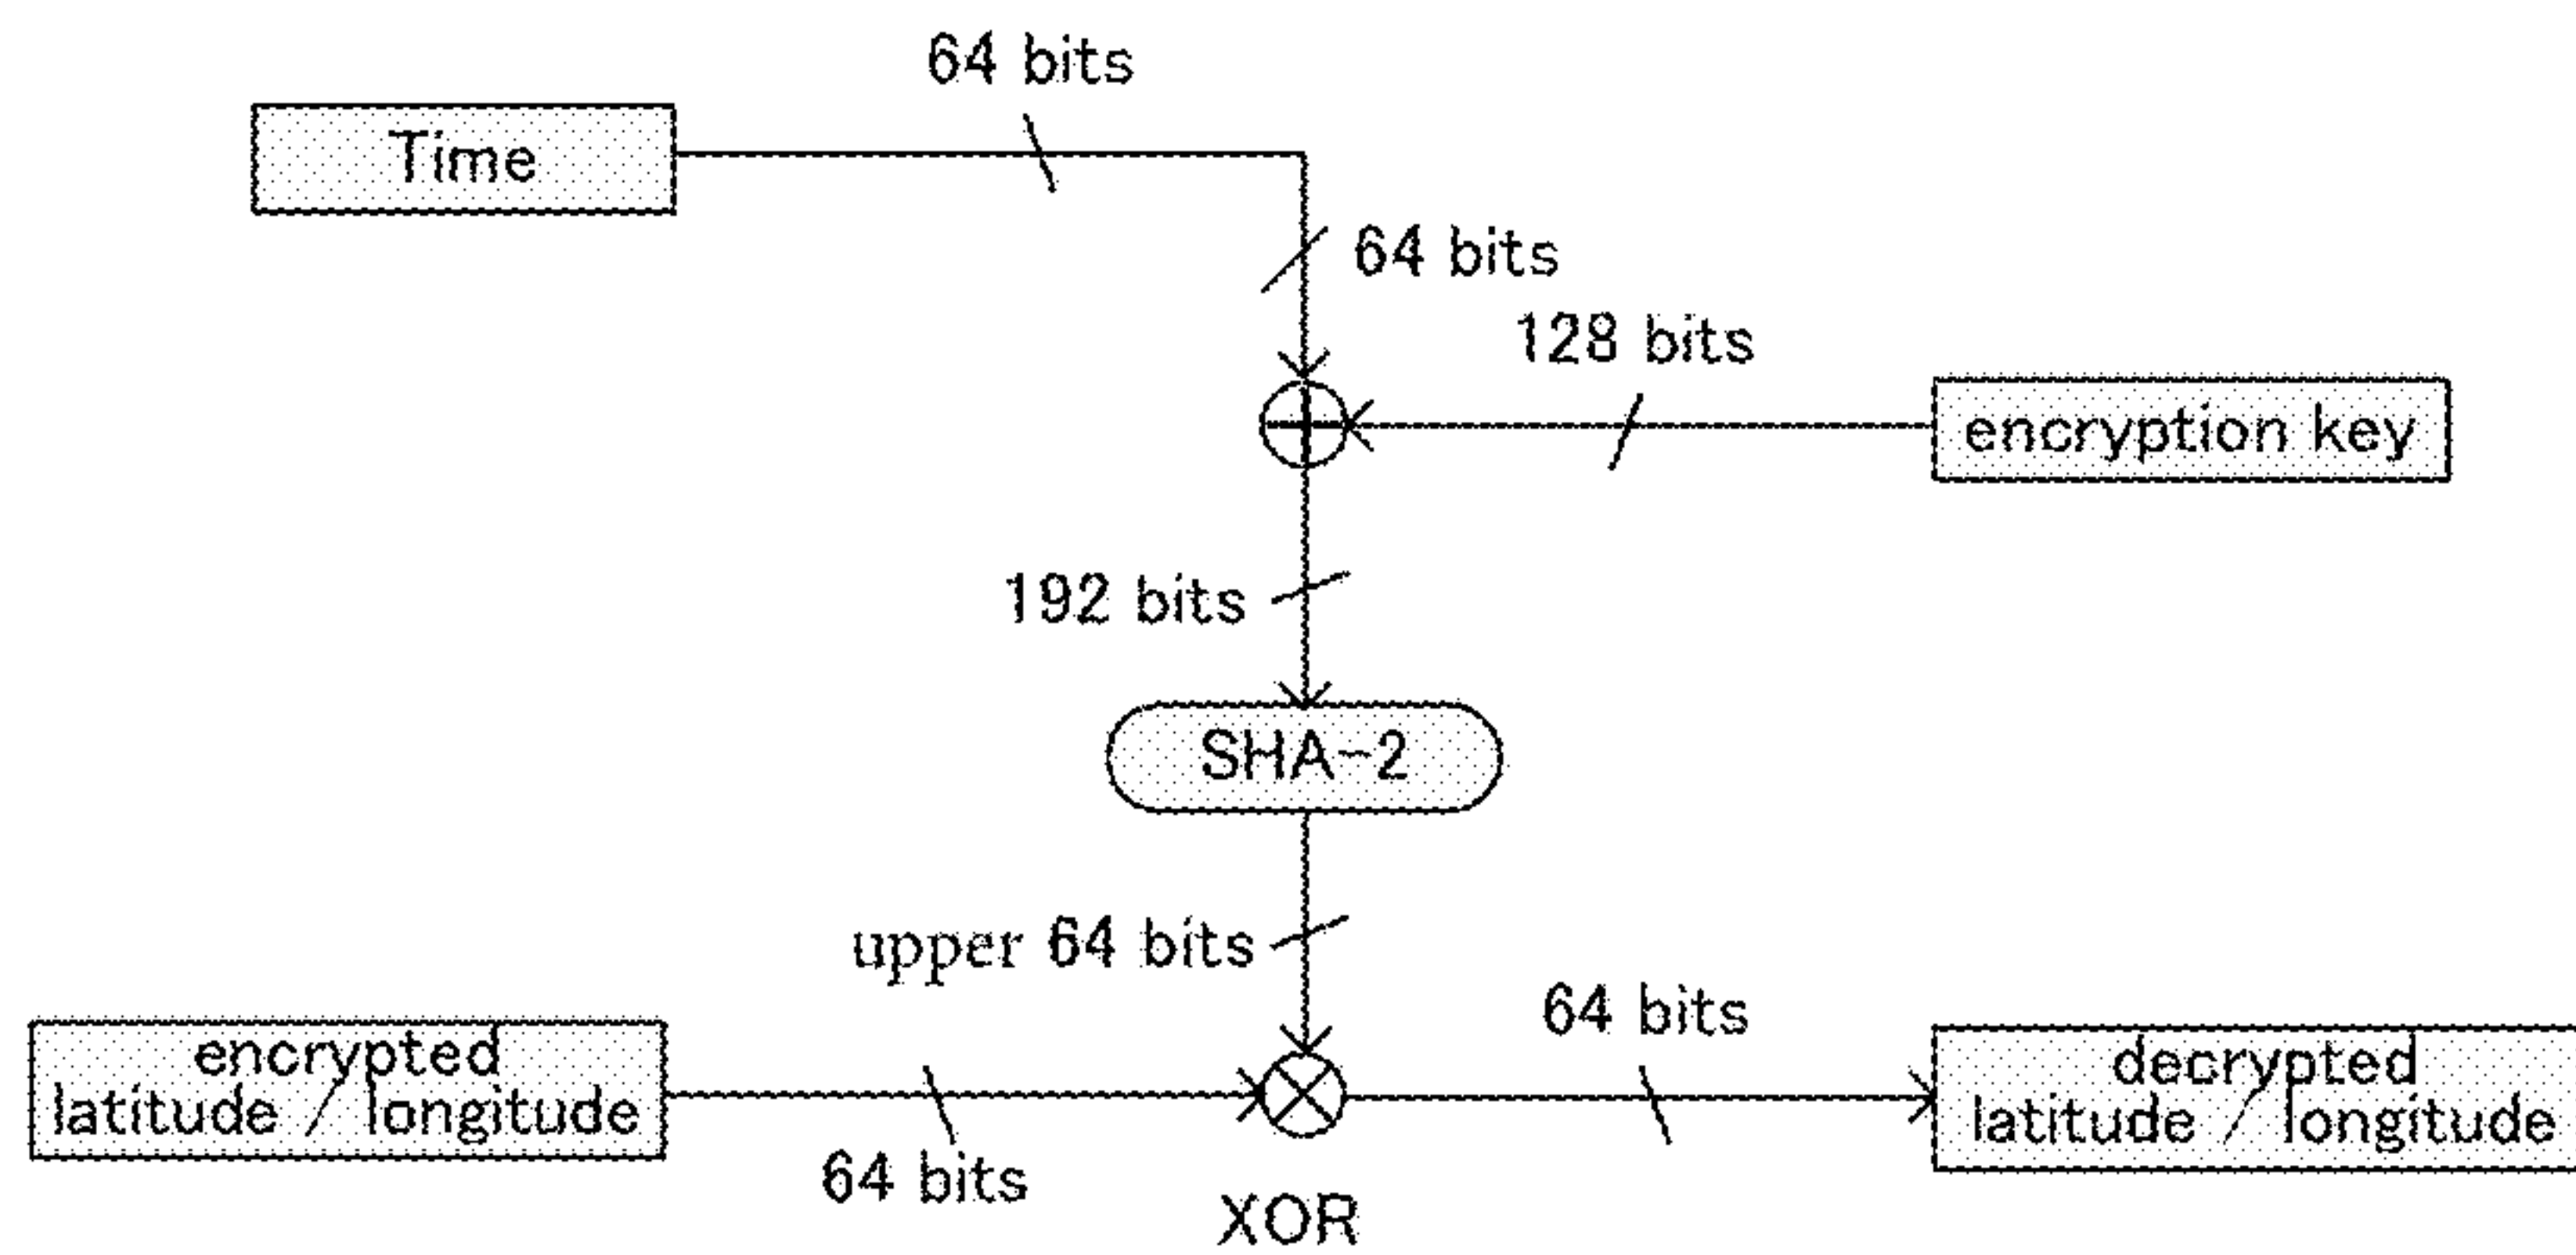 64 bits
Time
64 bits
128 bits
encryption key
192 bits
SHA-2
upper 64 bits
64 bits
encrypted
latitude / longitude
decrypted
latitude / longitude
64 bits
XOR